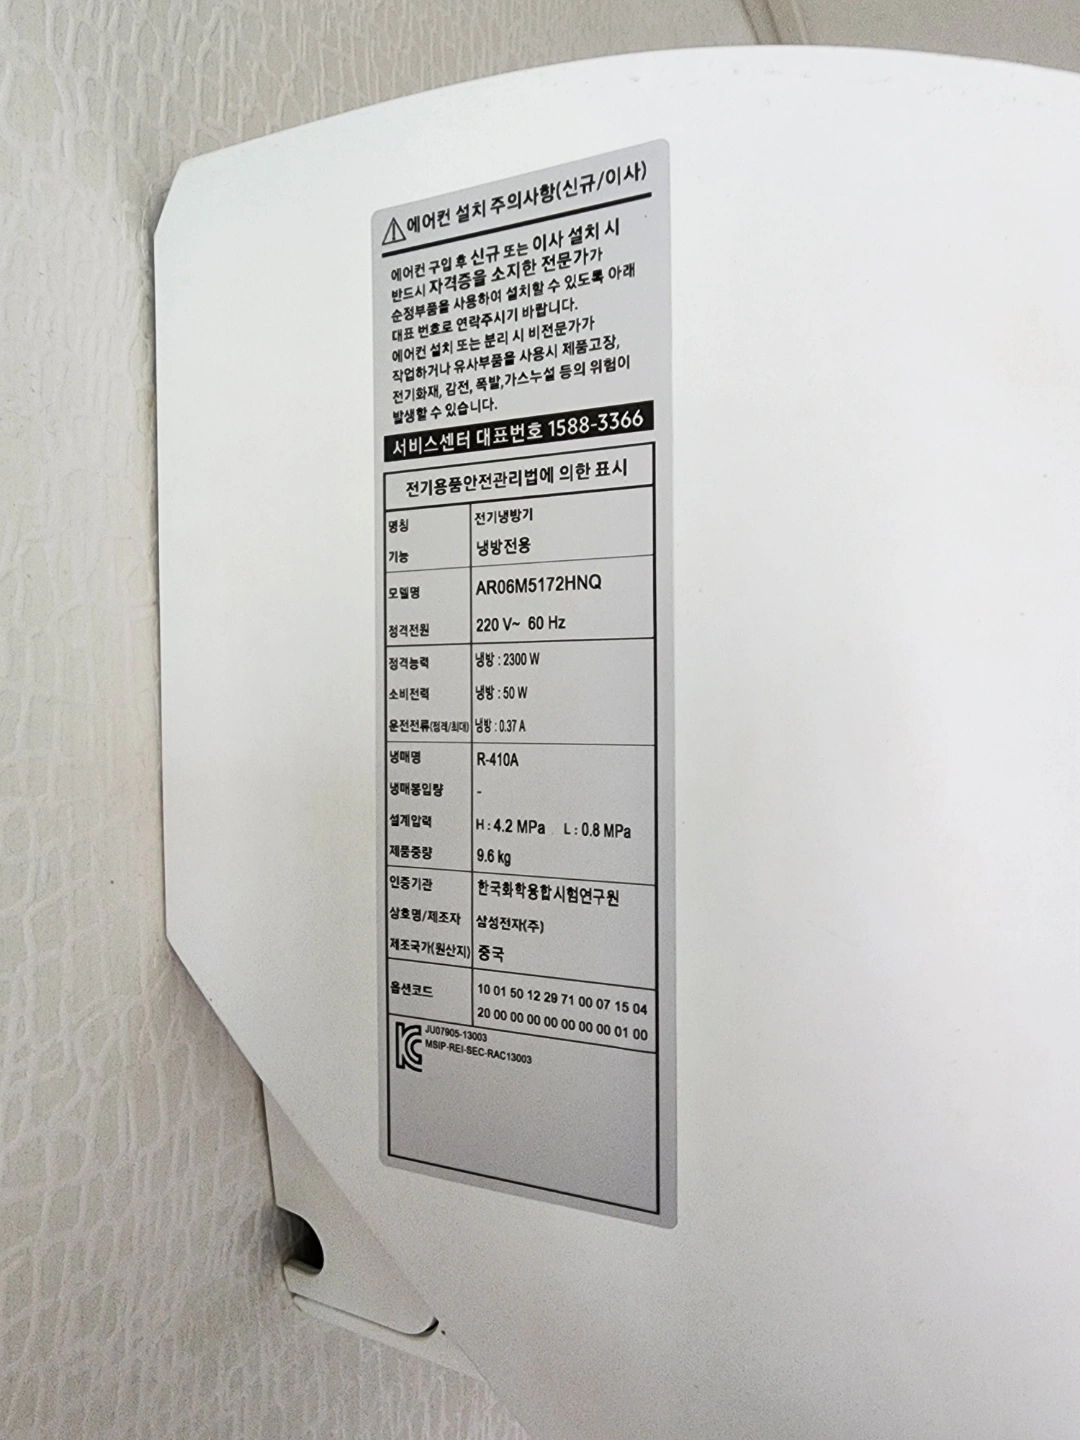 ⚠에어컨 설치 주의사항(신규/이사)
에어컨 구입 후 신규 또는 이사 설치 시
반드시 자격증을 소지한 전문가가
순정부품을 사용하여 설치할 수 있도록 아래
대표 번호로 연락주시기 바랍니다.
에어컨 설치 또는 분리 시 비전문가가
작업하거나 유사부품을 사용시 제품고장,
전기화재, 감전, 폭발,가스누설 등의 위험이
발생할 수 있습니다.
서비스센터 대표번호 1588-3366
전기용품안전관리법에 의한 표시
명칭 전기냉방기
기능 냉방전용
모델명 AR06M5172HNQ
정격전원 220 V~ 60 Hz
정격능력 냉방 : 2300 W
소비전력 냉방 : 50 W
운전전류(정격/최대) 냉방 : 0.37 A
냉매명 R-410A
냉매봉입량 -
설계압력 H : 4.2 MPa L : 0.8 MPa
제품중량 9.6 kg
인증기관 한국화학융합시험연구원
상호명/제조자 삼성전자(주)
제조국가(원산지) 중국
옵션코드 10 01 50 12 29 71 00 07 15 04
20 00 00 00 00 00 00 00 01 00
JU07905-13003
MSIP-REI-SEC-RAC13003